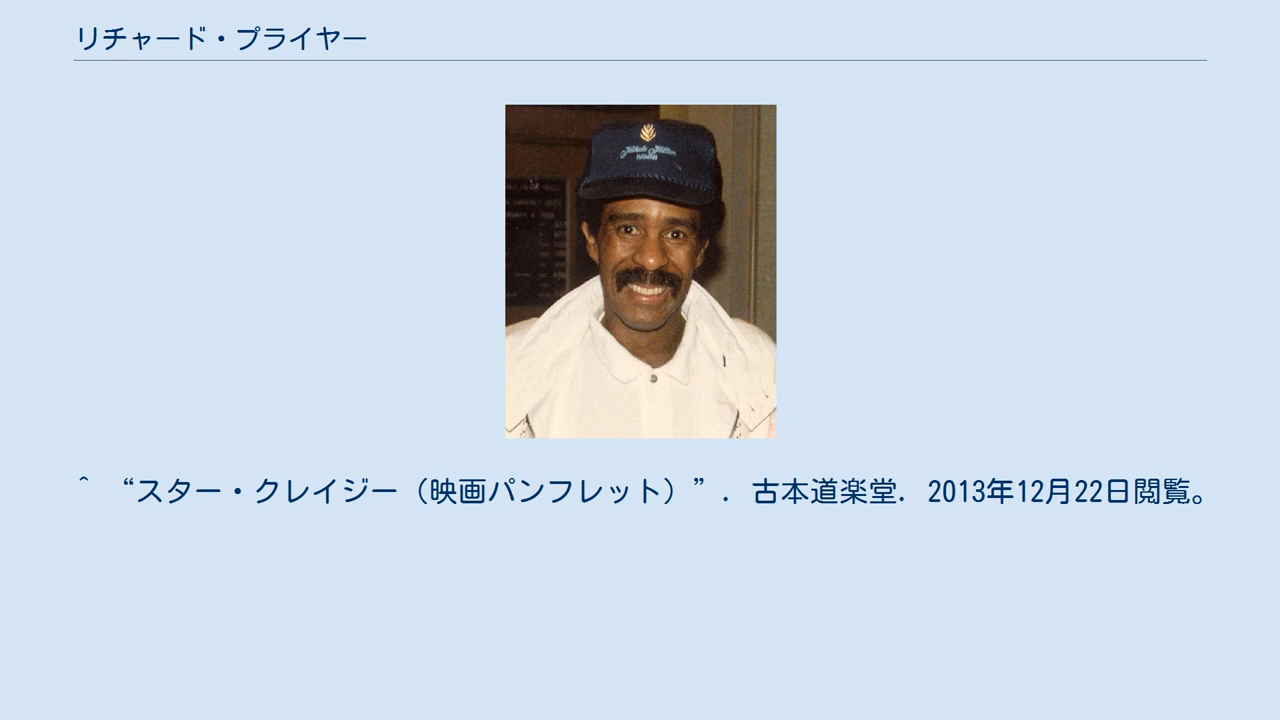 リチャード・プライヤー
HAWAII
^ “スター・クレイジー（映画パンフレット）”. 古本道楽堂. 2013年12月22日閲覧。